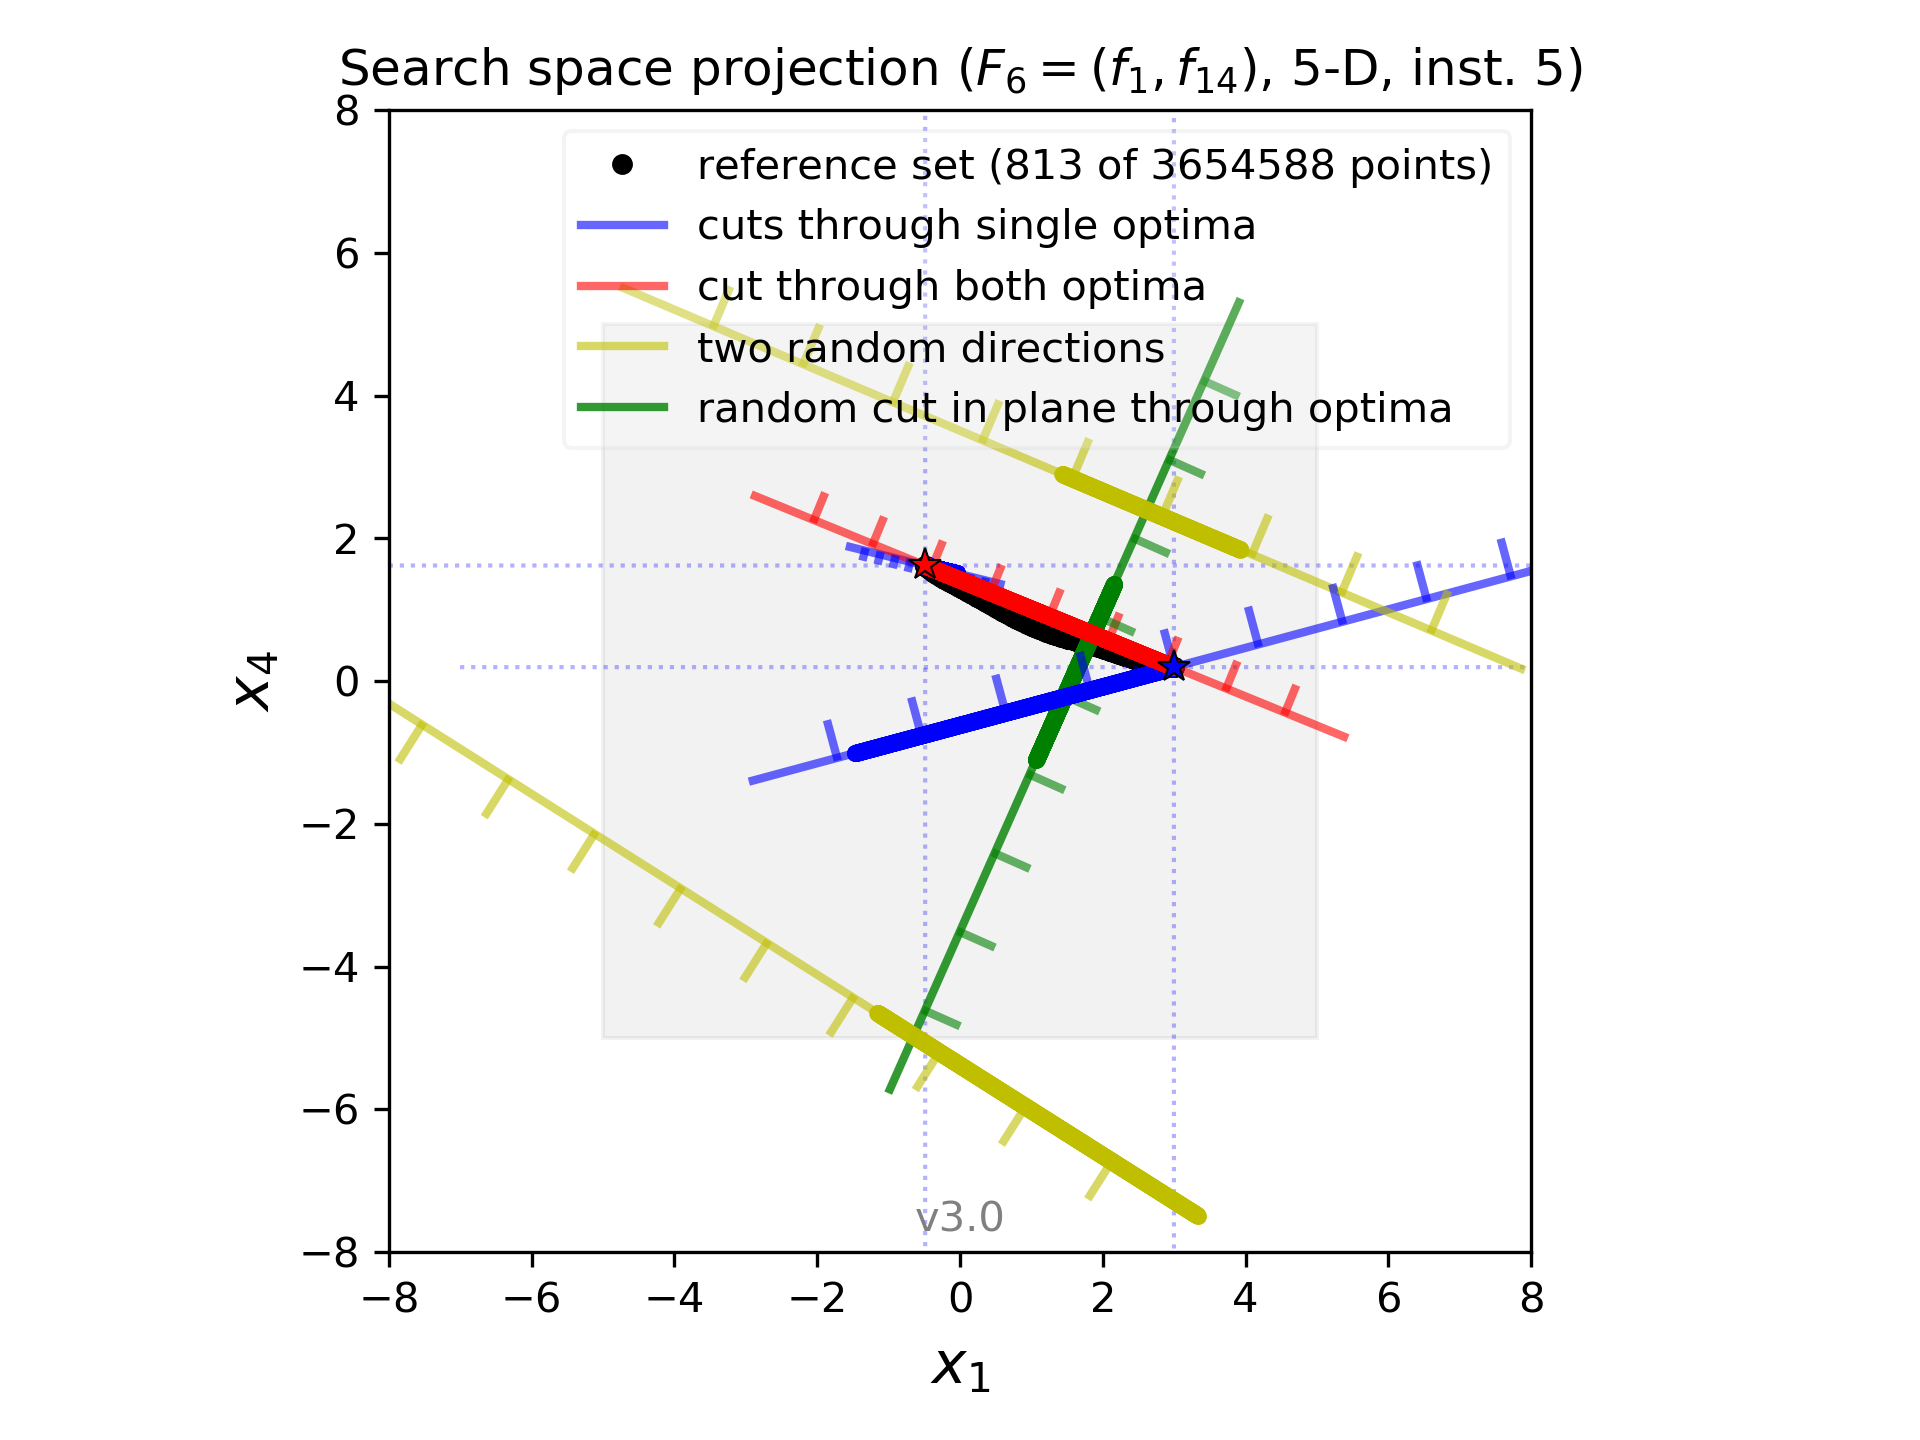 Search space projection (F6 = (f1, f14), 5-D, inst. 5)
8
reference set (813 of 3654588 points)
cuts through single optima
6
cut through both optima
two random directions
4
random cut in plane through optima
2
0
x4
−2
−4
−6
v3.0
−8
−8 −6 −4 −2 0 2 4 6 8
x1